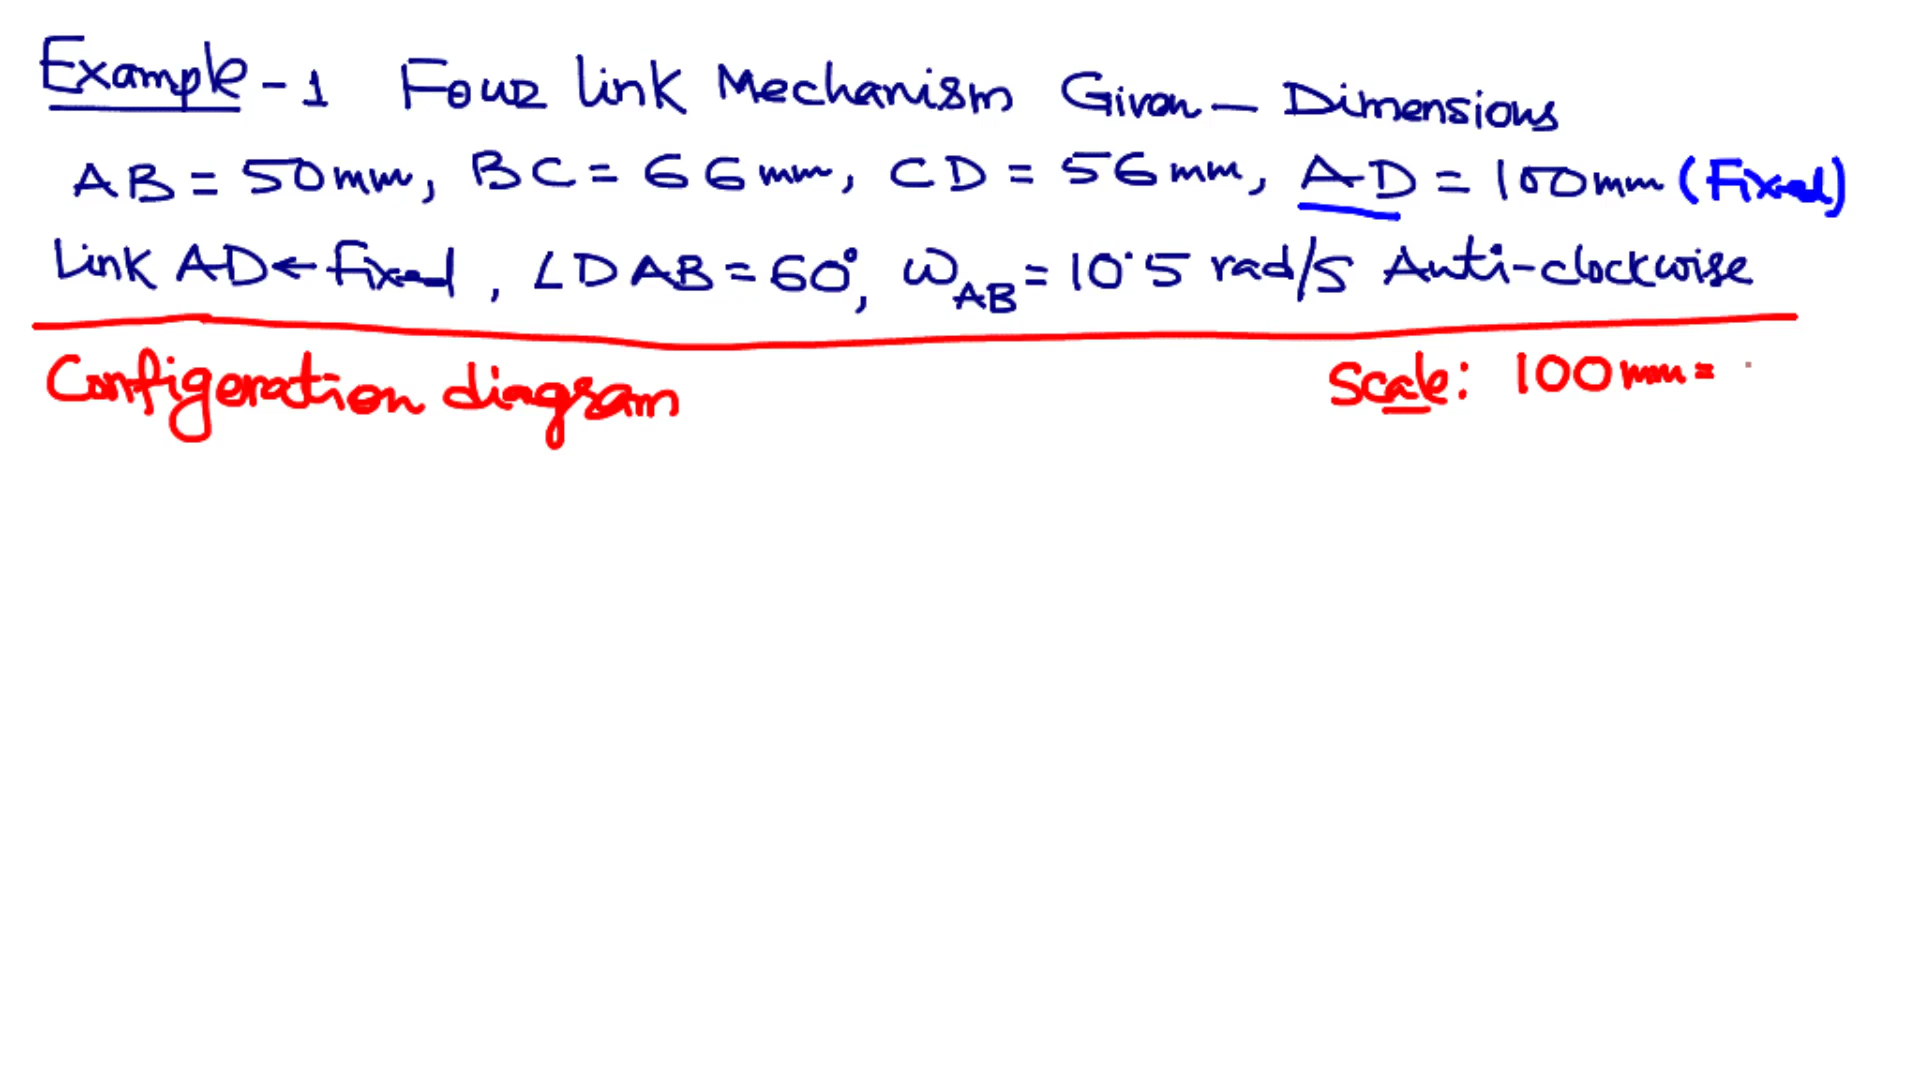 Example - 1 Four Link Mechanism Given - Dimensions
AB = 50mm, BC = 66mm, CD = 56mm, AD = 100mm (Fixed)
Link AD ← fixed, ∠DAB = 60°, ω_AB = 10.5 rad/s Anti-clockwise
Configeration diagram Scale: 100mm =